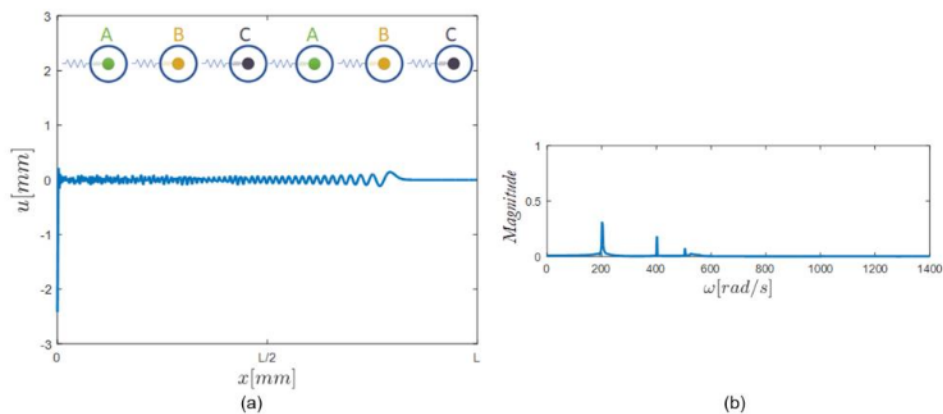 A B C A B C
3
2
1
0
-1
-2
-3
u[mm]
0 L/2 L
x[mm]
(a)
1
0.5
0
Magnitude
0 200 400 600 800 1000 1200 1400
ω[rad/s]
(b)